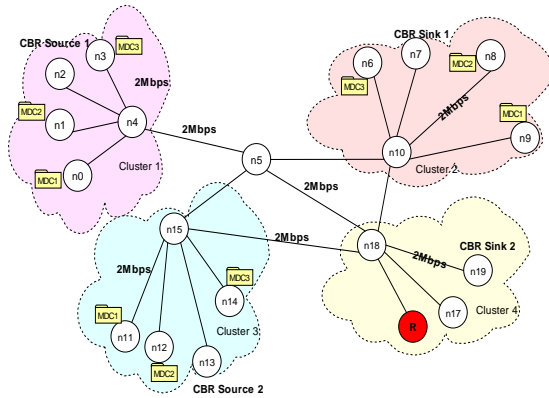 CBR Source 1
n3
MDC3
n2
2Mbps
MDC2
n1
n4
MDC1
n0
Cluster 1
2Mbps
n5
CBR Sink 1
n6
MDC3
n7
MDC2
n8
2Mbps
MDC1
n9
n10
Cluster 2
2Mbps
n15
2Mbps
2Mbps
MDC1
n11
n12
MDC2
n13
n14
MDC3
Cluster 3
CBR Source 2
n18
2Mbps
CBR Sink 2
n19
n17
Cluster 4
R